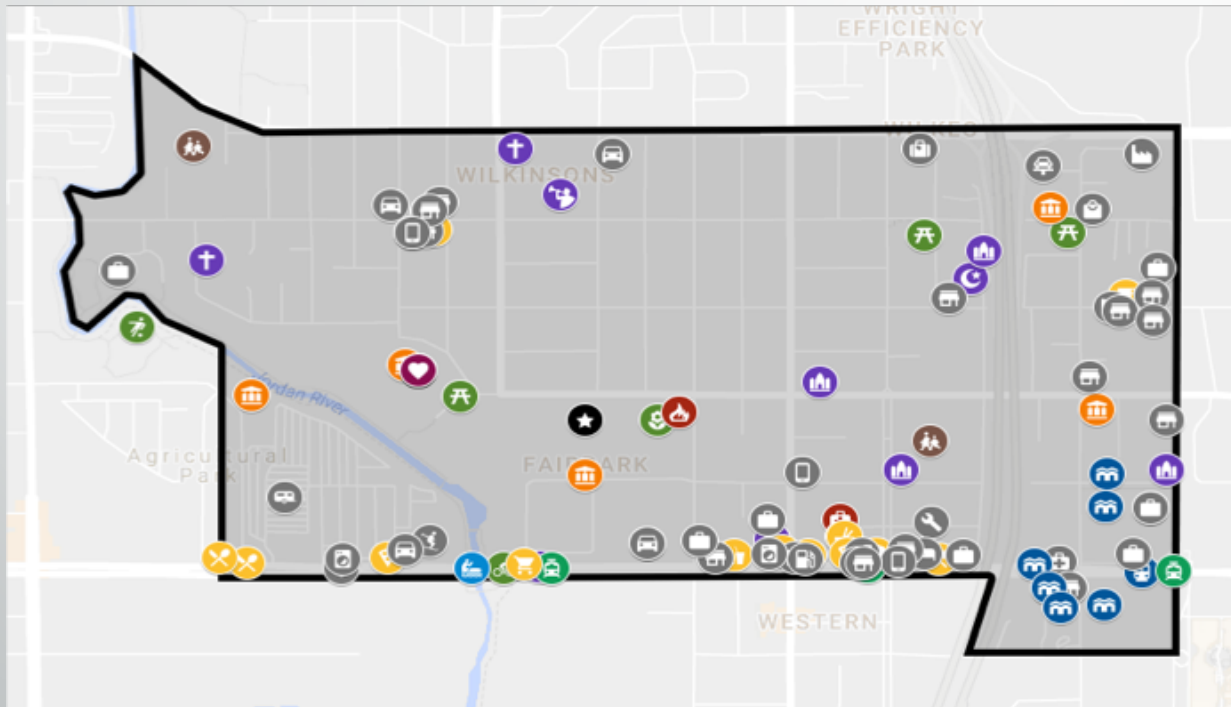 WRIGHT
EFFICIENCY
PARK
WILKES
WILKINSONS
Jordan River
Agricultural
Park
FAIRPARK
WESTERN